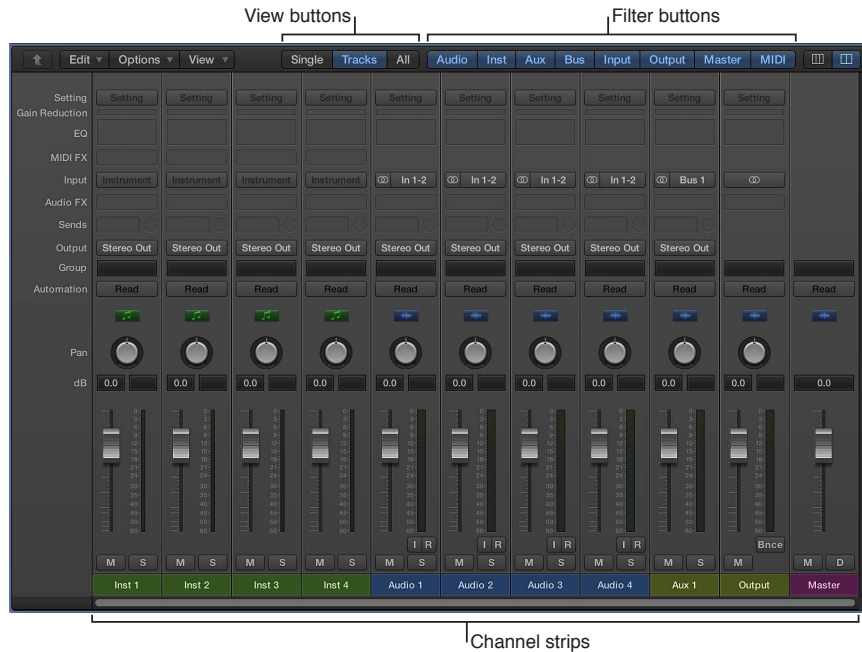 View buttons Filter buttons
Edit Options View Single Tracks All Audio Inst Aux Bus Input Output Master MIDI
Setting Setting Setting Setting Setting Setting Setting Setting Setting Setting Setting
Gain Reduction
EQ
MIDI FX
Input Instrument Instrument Instrument Instrument In 1-2 In 1-2 In 1-2 In 1-2 Bus 1
Audio FX
Sends
Output Stereo Out Stereo Out Stereo Out Stereo Out Stereo Out Stereo Out Stereo Out Stereo Out Stereo Out
Group
Automation Read Read Read Read Read Read Read Read Read Read Read
Pan
dB 0.0 0.0 0.0 0.0 0.0 0.0 0.0 0.0 0.0 0.0 0.0
I R I R I R I R Bnce
M S M S M S M S M S M S M S M S M S M M D
Inst 1 Inst 2 Inst 3 Inst 4 Audio 1 Audio 2 Audio 3 Audio 4 Aux 1 Output Master
Channel strips